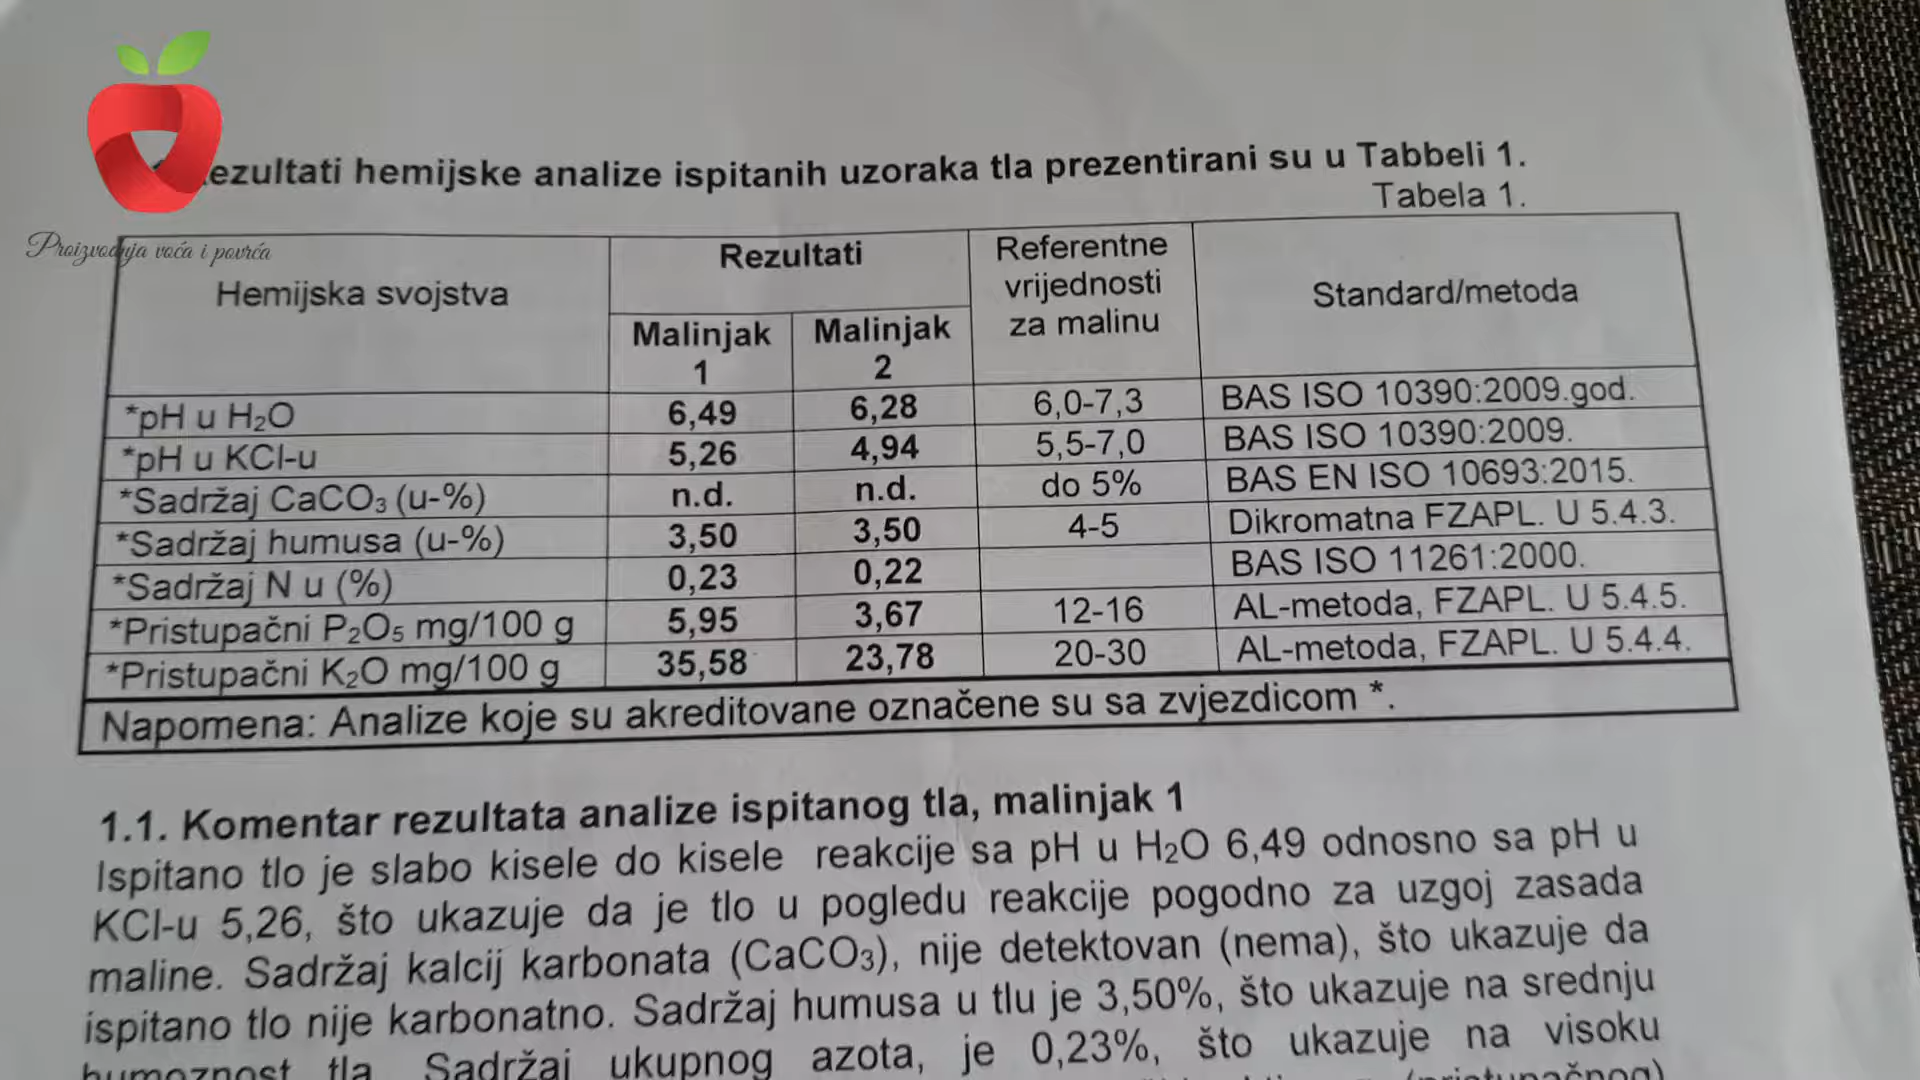 ezultati hemijske analize ispitanih uzoraka tla prezentirani su u Tabbeli 1.
Tabela 1.
Proizvodnja voća i povrća
Hemijska svojstva
Rezultati
Referentne
vrijednosti
za malinu
Standard/metoda
Malinjak
1
Malinjak
2
*pH u H₂O 6,49 6,28 6,0-7,3 BAS ISO 10390:2009.god.
*pH u KCl-u 5,26 4,94 5,5-7,0 BAS ISO 10390:2009.
*Sadržaj CaCO₃ (u-%) n.d. n.d. do 5% BAS EN ISO 10693:2015.
*Sadržaj humusa (u-%) 3,50 3,50 4-5 Dikromatna FZAPL. U 5.4.3.
*Sadržaj N u (%) 0,23 0,22 BAS ISO 11261:2000.
*Pristupačni P₂O₅ mg/100 g 5,95 3,67 12-16 AL-metoda, FZAPL. U 5.4.5.
*Pristupačni K₂O mg/100 g 35,58 23,78 20-30 AL-metoda, FZAPL. U 5.4.4.
Napomena: Analize koje su akreditovane označene su sa zvjezdicom *.
1.1. Komentar rezultata analize ispitanog tla, malinjak 1
Ispitano tlo je slabo kisele do kisele reakcije sa pH u H₂O 6,49 odnosno sa pH u
KCl-u 5,26, što ukazuje da je tlo u pogledu reakcije pogodno za uzgoj zasada
maline. Sadržaj kalcij karbonata (CaCO₃), nije detektovan (nema), što ukazuje da
ispitano tlo nije karbonatno. Sadržaj humusa u tlu je 3,50%, što ukazuje na srednju
humoznost tla. Sadržaj ukupnog azota, je 0,23%, što ukazuje na visoku